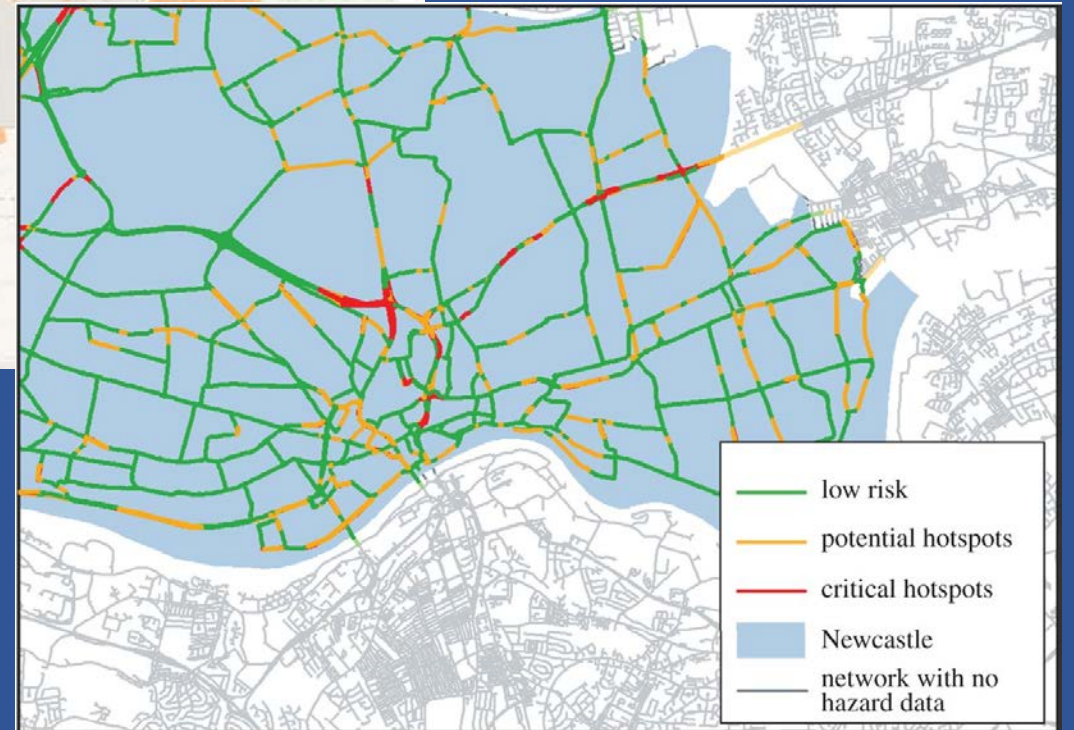 low risk
potential hotspots
critical hotspots
Newcastle
network with no
hazard data